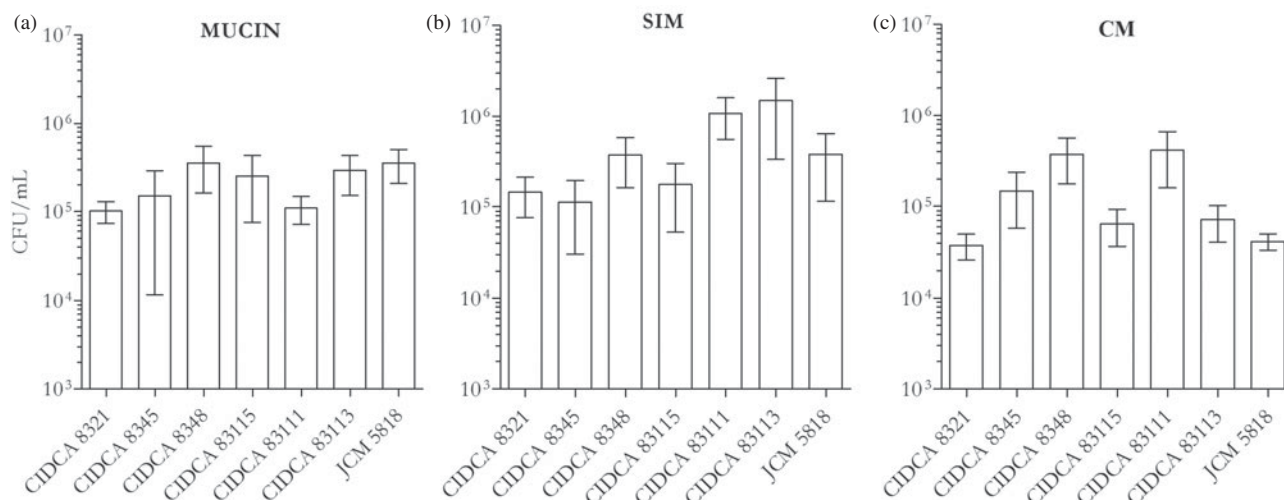 (a)
MUCIN
CFU/mL
10⁷
10⁶
10⁵
10⁴
10³
CIDCA 8321
CIDCA 8345
CIDCA 8348
CIDCA 83115
CIDCA 83111
CIDCA 83113
JCM 5818
(b)
SIM
10⁷
10⁶
10⁵
10⁴
10³
CIDCA 8321
CIDCA 8345
CIDCA 8348
CIDCA 83115
CIDCA 83111
CIDCA 83113
JCM 5818
(c)
CM
10⁷
10⁶
10⁵
10⁴
10³
CIDCA 8321
CIDCA 8345
CIDCA 8348
CIDCA 83115
CIDCA 83111
CIDCA 83113
JCM 5818